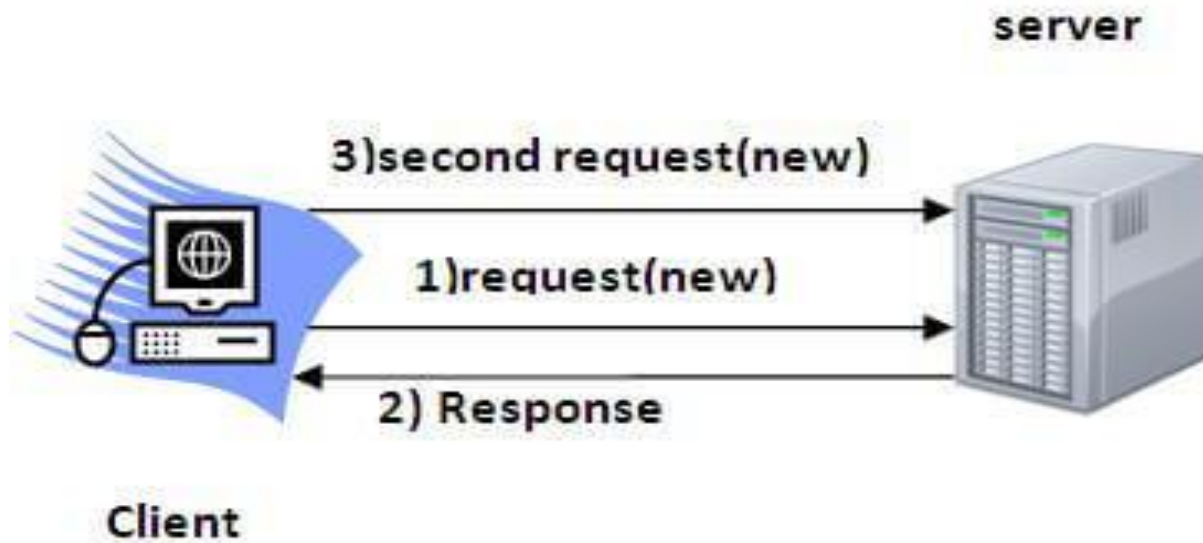 server
3)second request(new)
1)request(new)
2) Response
Client